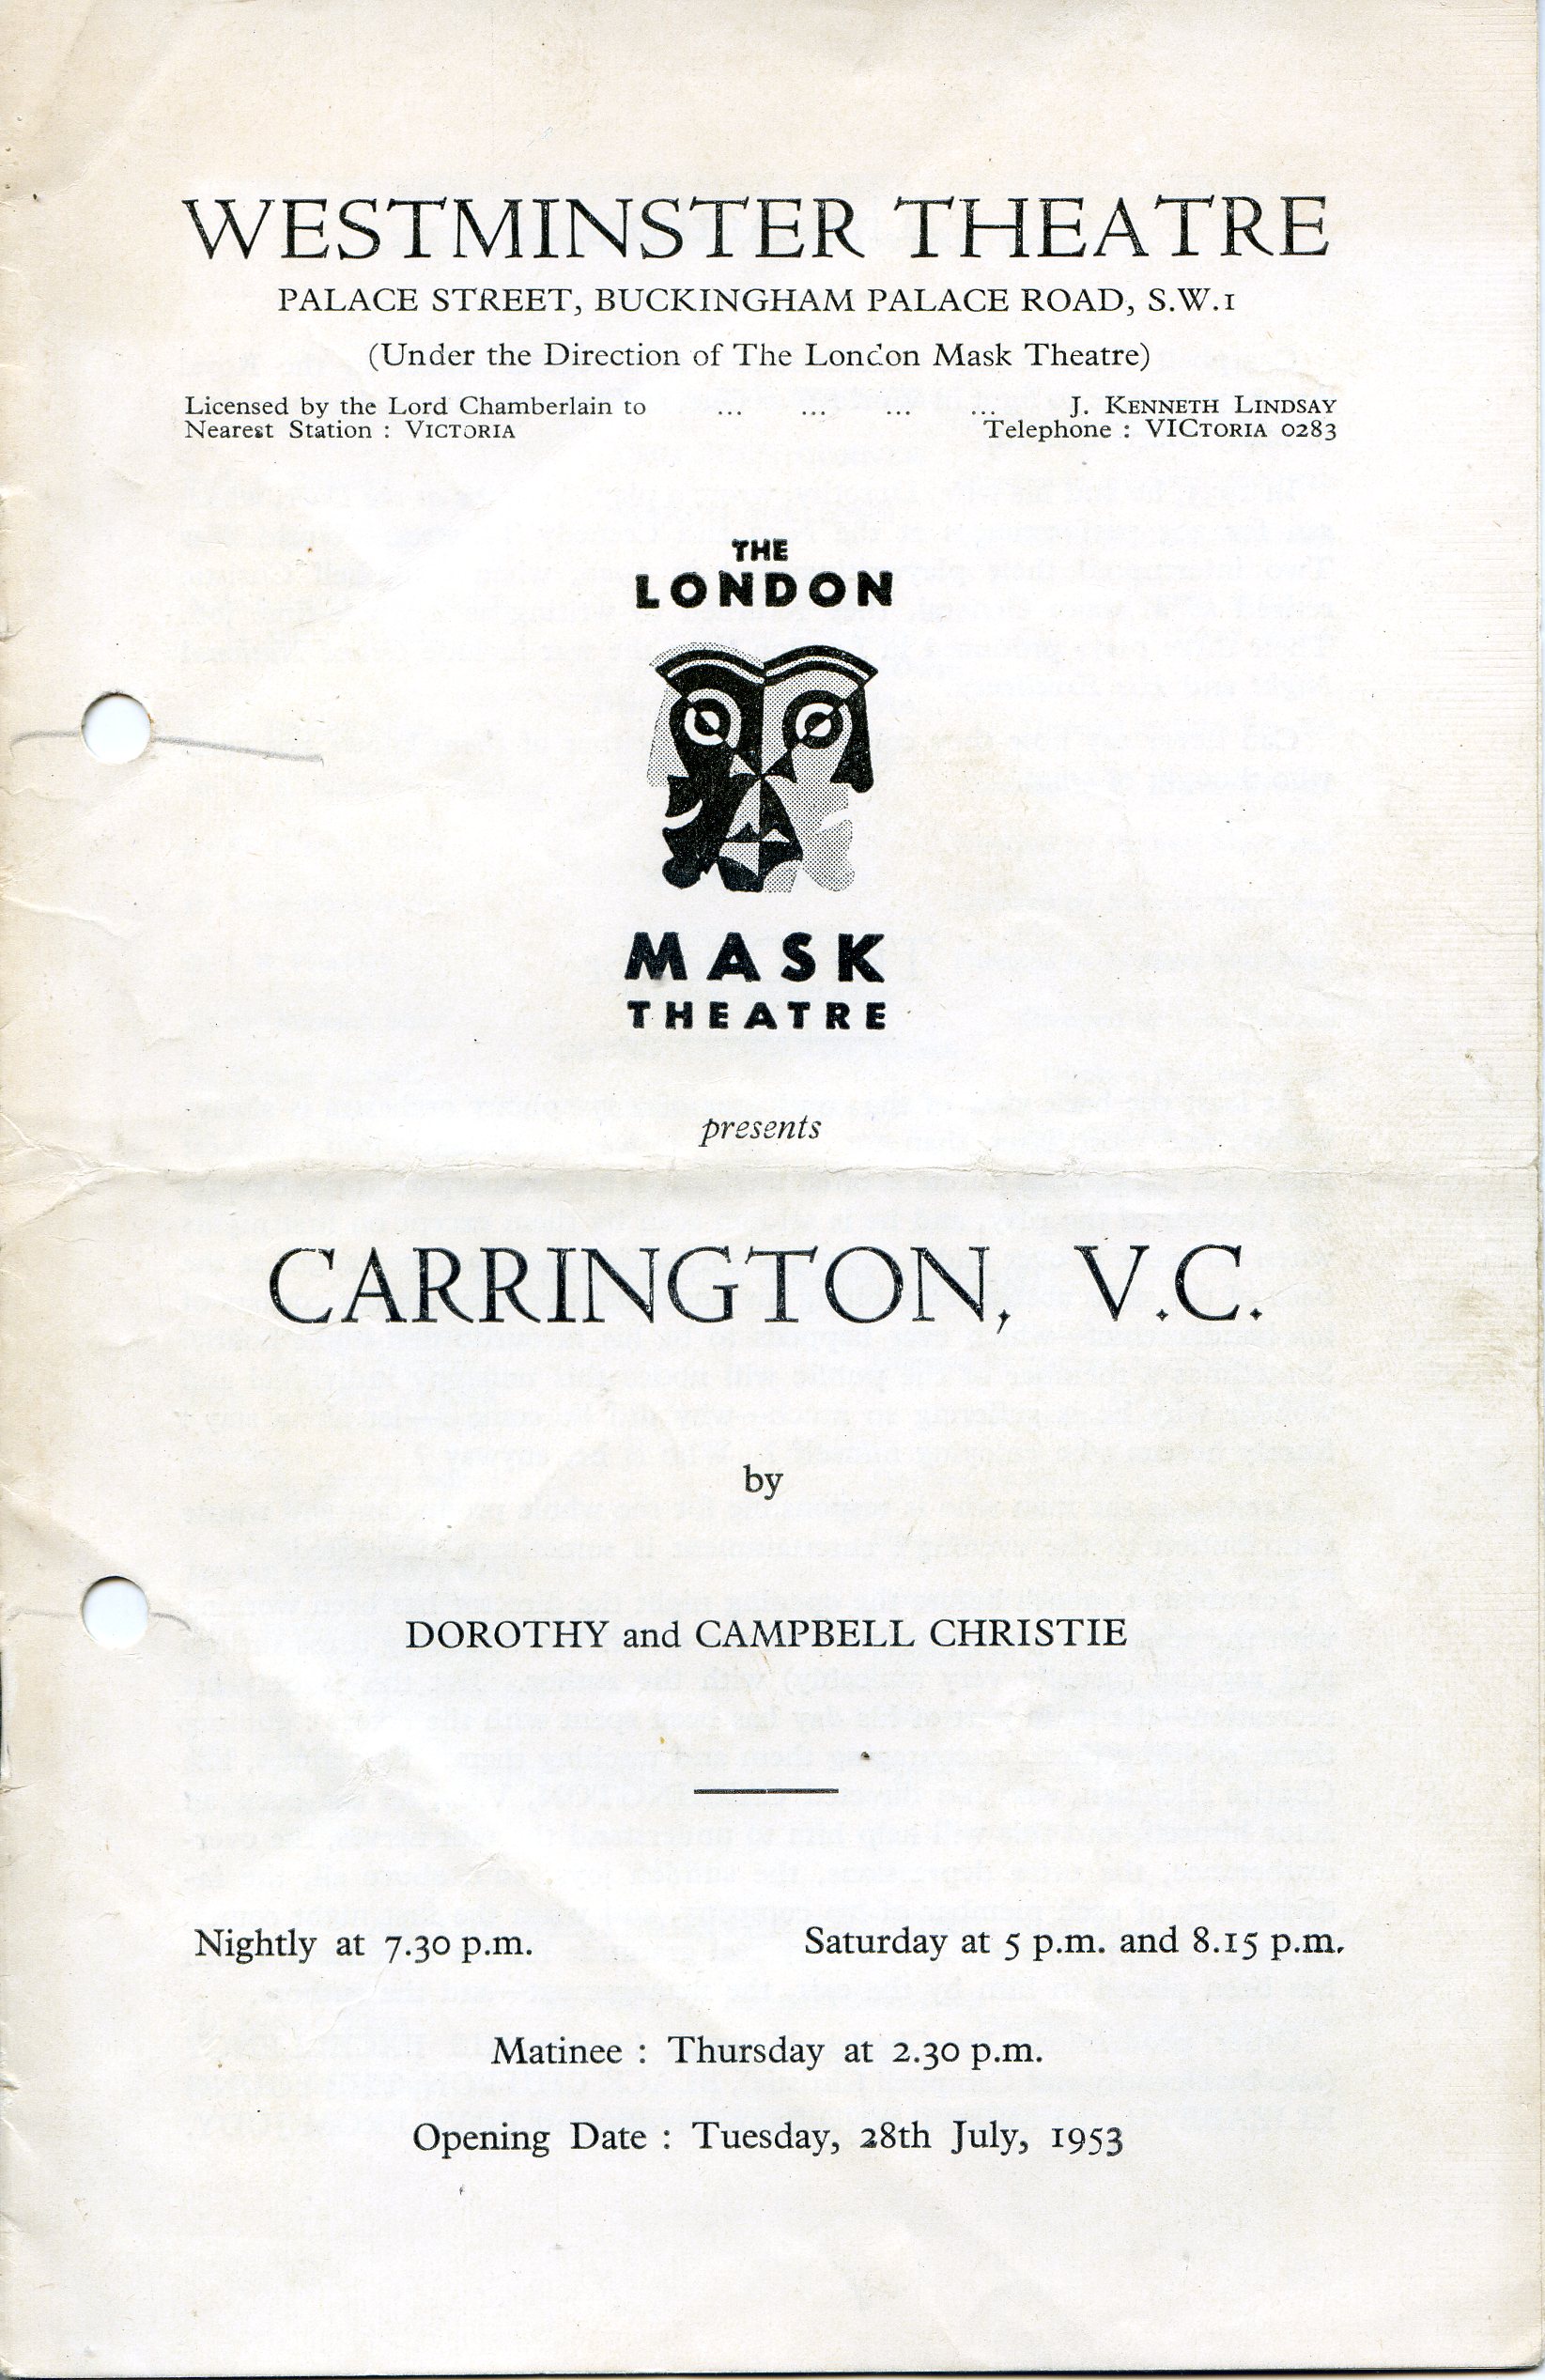 WESTMINSTER THEATRE
PALACE STREET, BUCKINGHAM PALACE ROAD, S.W.1
(Under the Direction of The London Mask Theatre)
Licensed by the Lord Chamberlain to ... ... ... ... J. KENNETH LINDSAY
Nearest Station : VICTORIA Telephone : VICTORIA 0283
THE
LONDON
MASK
THEATRE
presents
CARRINGTON, V.C.
by
DOROTHY and CAMPBELL CHRISTIE
Nightly at 7.30 p.m. Saturday at 5 p.m. and 8.15 p.m.
Matinee : Thursday at 2.30 p.m.
Opening Date : Tuesday, 28th July, 1953